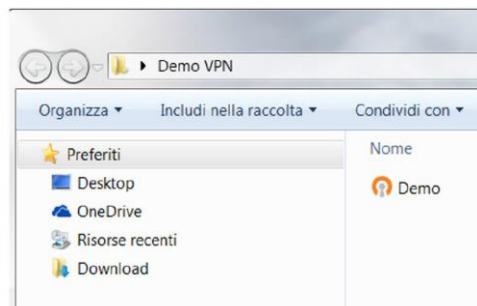 Demo VPN
Organizza Includi nella raccolta Condividi con
Preferiti
Desktop
OneDrive
Risorse recenti
Download
Nome
Demo